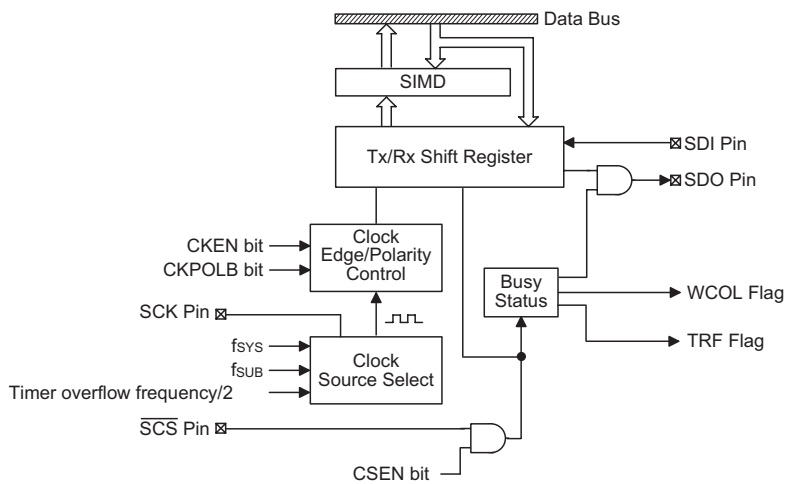 Data Bus
SIMD
Tx/Rx Shift Register
SDI Pin
SDO Pin
CKEN bit
CKPOLB bit
Clock
Edge/Polarity
Control
Busy
Status
WCOL Flag
TRF Flag
SCK Pin
fSYS
fSUB
Timer overflow frequency/2
Clock
Source Select
SCS Pin
CSEN bit